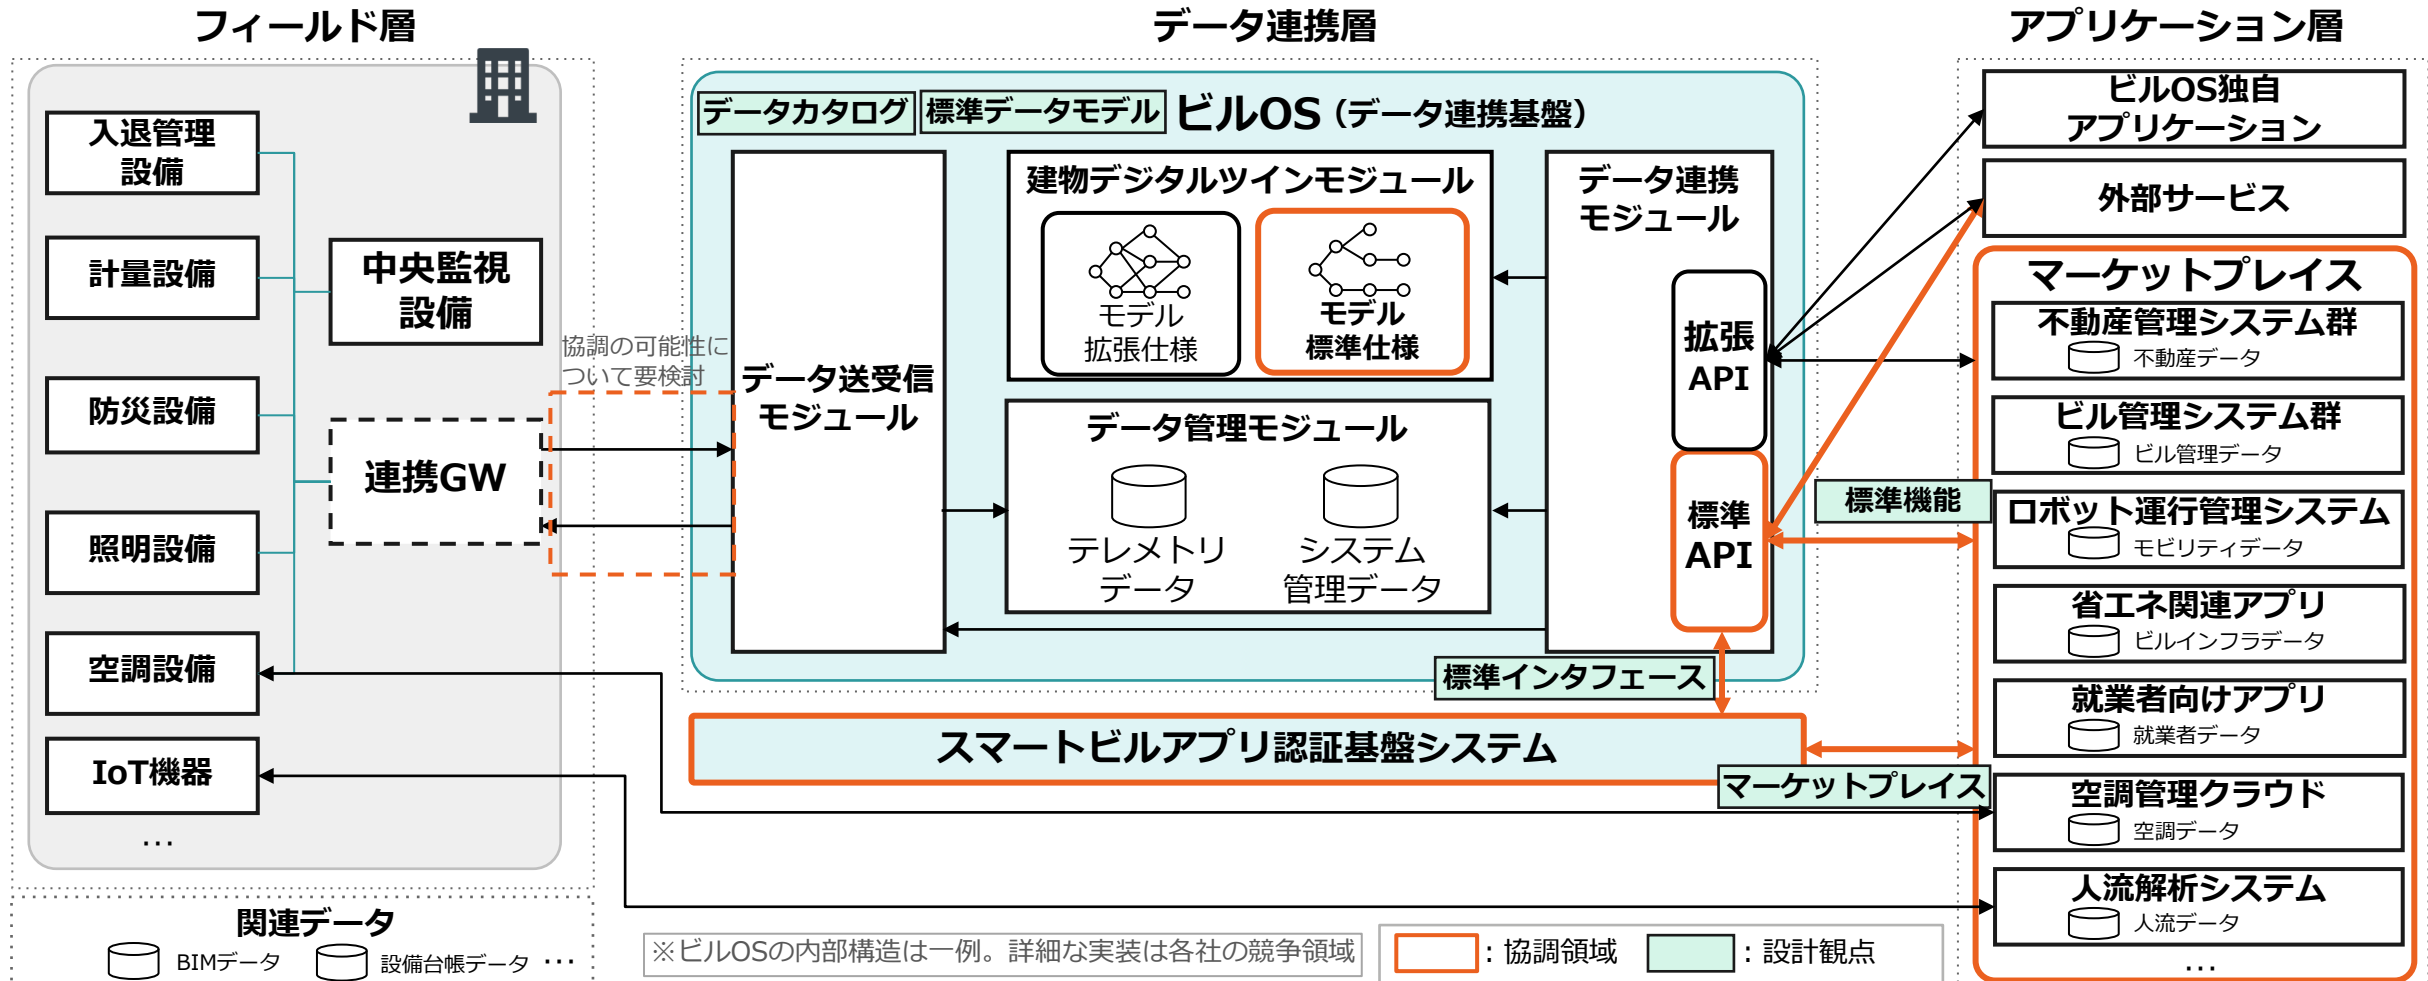 フィールド層
入退管理
設備
計量設備
防災設備
照明設備
空調設備
IoT機器
…
中央監視
設備
連携GW
協調の可能性に
ついて要検討
関連データ
BIMデータ
設備台帳データ
…
データ連携層
データカタログ
標準データモデル
ビルOS（データ連携基盤）
データ送受信
モジュール
建物デジタルツインモジュール
モデル
拡張仕様
モデル
標準仕様
データ管理モジュール
テレメトリ
データ
システム
管理データ
データ連携
モジュール
拡張
API
標準
API
標準インタフェース
スマートビルアプリ認証基盤システム
標準機能
マーケットプレイス
アプリケーション層
ビルOS独自
アプリケーション
外部サービス
マーケットプレイス
不動産管理システム群
不動産データ
ビル管理システム群
ビル管理データ
ロボット運行管理システム
モビリティデータ
省エネ関連アプリ
ビルインフラデータ
就業者向けアプリ
就業者データ
空調管理クラウド
空調データ
人流解析システム
人流データ
…
※ビルOSの内部構造は一例。詳細な実装は各社の競争領域
：協調領域
：設計観点